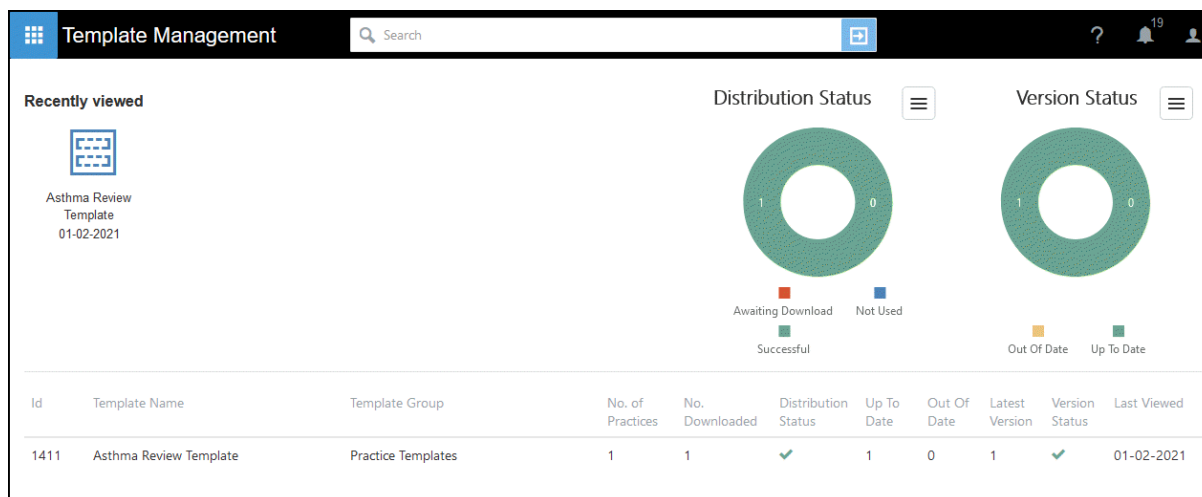 Template Management
Search
?
19
Recently viewed
Asthma Review
Template
01-02-2021
Distribution Status
1
0
Awaiting Download
Not Used
Successful
Version Status
1
0
Out Of Date
Up To Date
Id Template Name Template Group No. of Practices No. Downloaded Distribution Status Up To Date Out Of Date Latest Version Version Status Last Viewed
1411 Asthma Review Template Practice Templates 1 1 ✓ 1 0 1 ✓ 01-02-2021